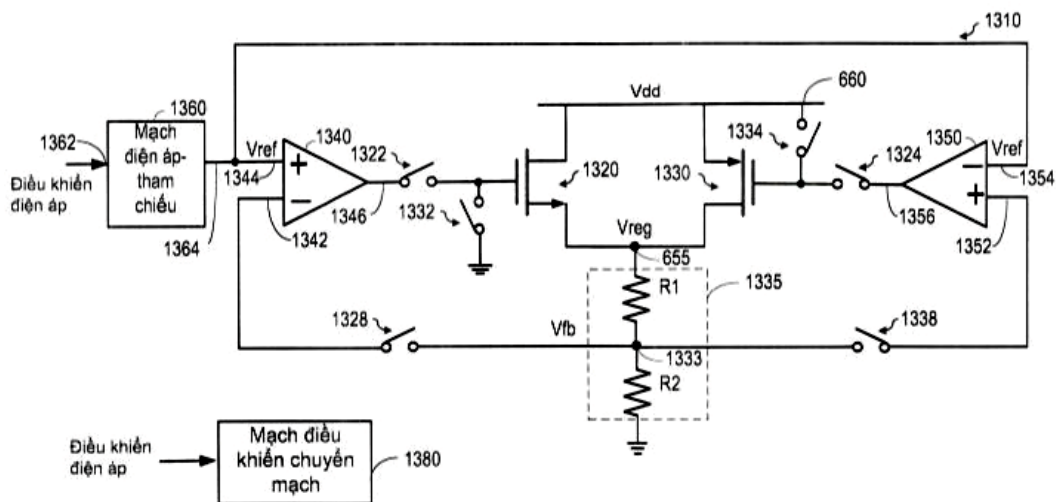 1310
1360
Mạch
điện áp-
tham
chiếu
1362
Điều khiển
điện áp
1364
Vref
1344
+
−
1342
1340
1346
1322
1332
Vdd
1320
1330
660
1334
1324
1350
Vref
1354
−
+
1352
1356
Vreg
655
R1
1335
1328
Vfb
1333
1338
R2
Điều khiển
điện áp
Mạch điều
khiển chuyển
mạch
1380